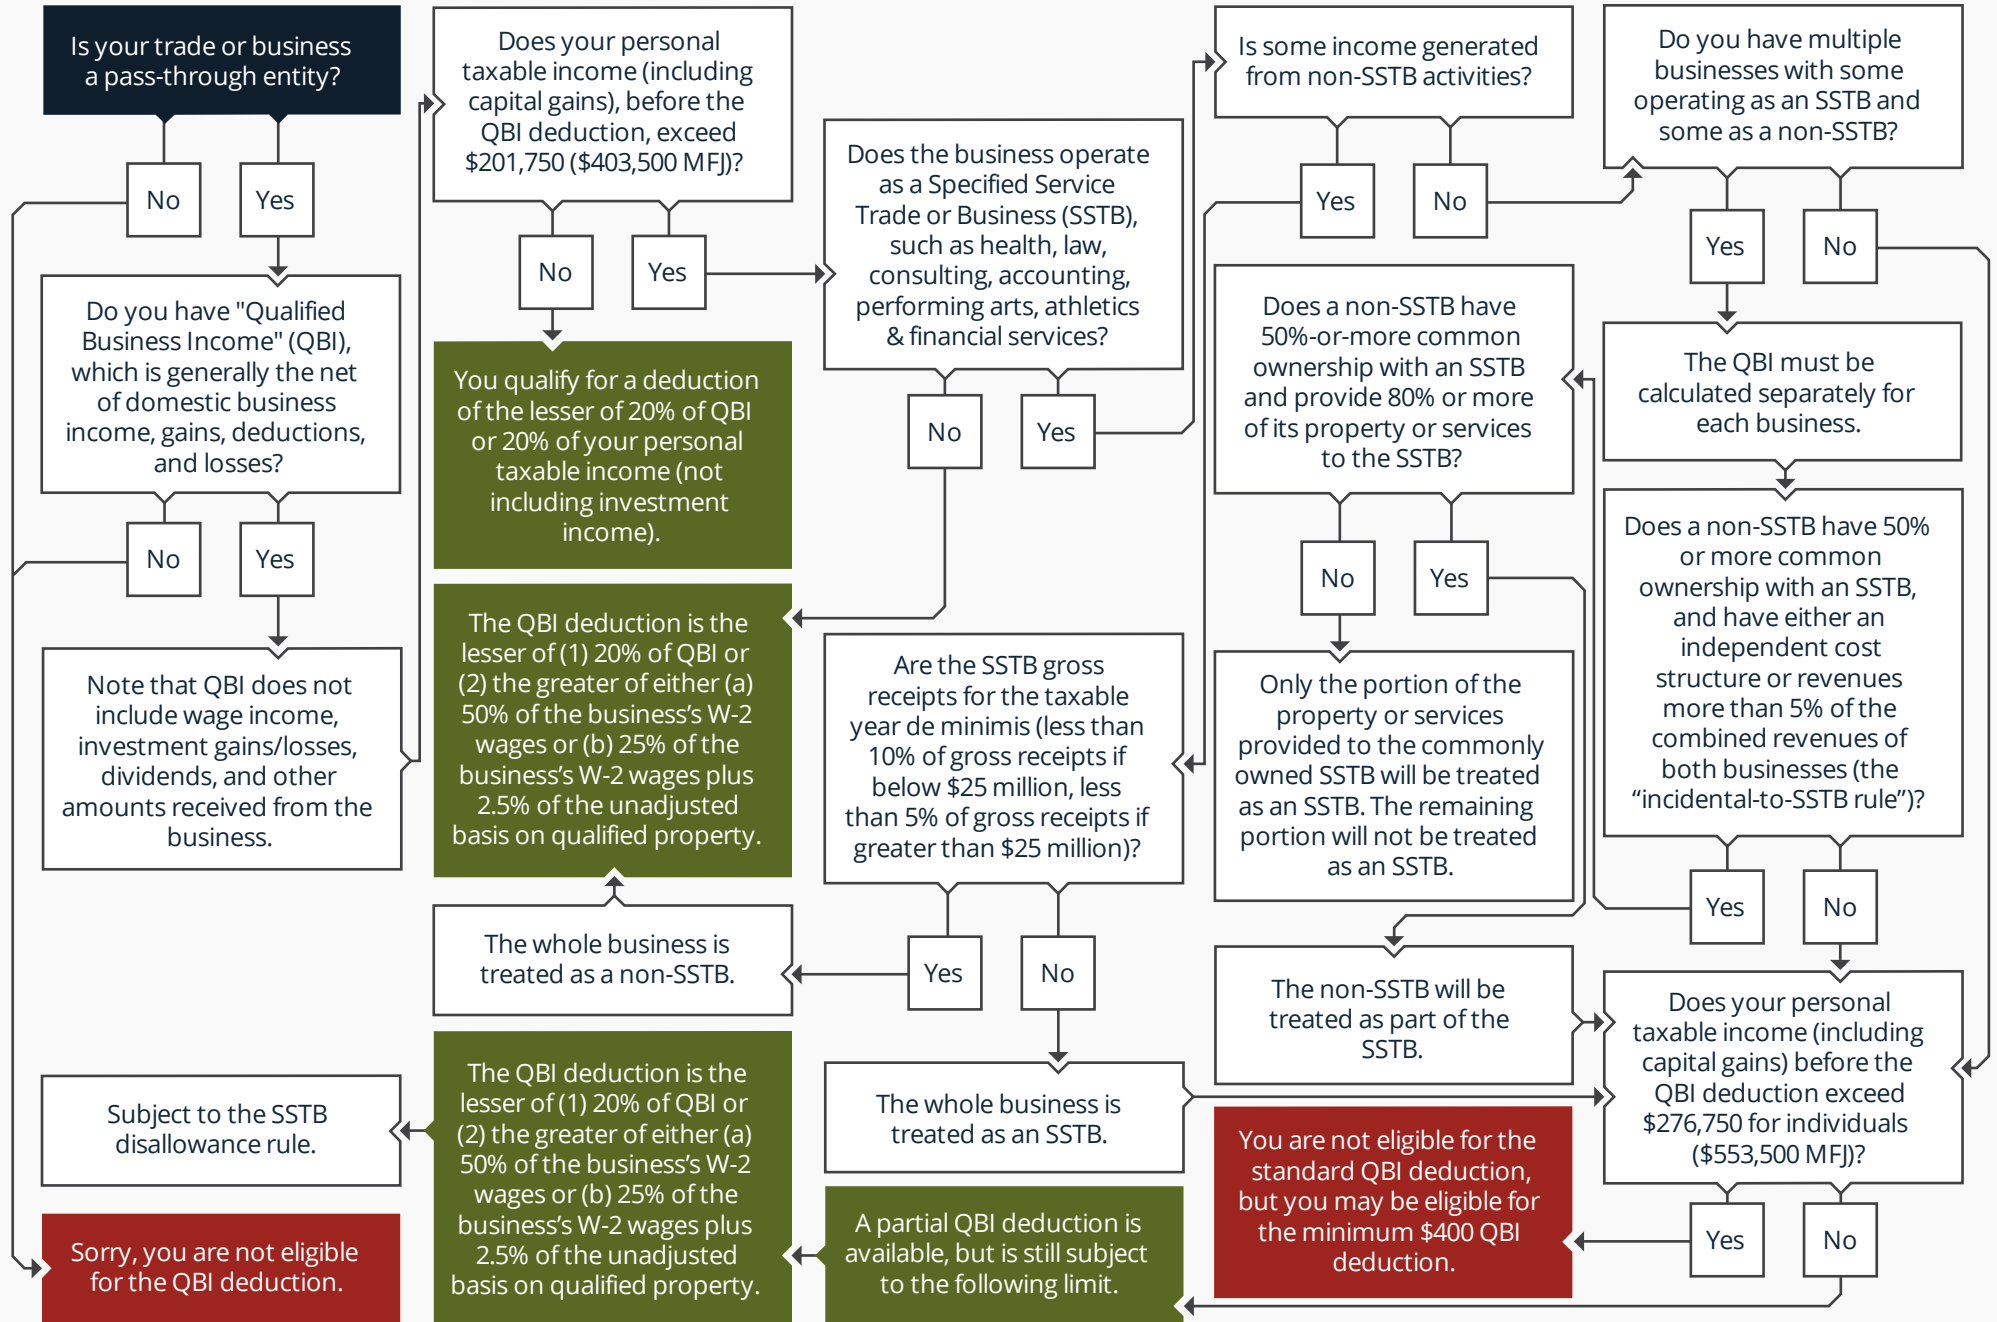 Is your trade or business
a pass-through entity?
No
Yes
Do you have "Qualified
Business Income" (QBI),
which is generally the net
of domestic business
income, gains, deductions,
and losses?
No
Yes
Note that QBI does not
include wage income,
investment gains/losses,
dividends, and other
amounts received from the
business.
Subject to the SSTB
disallowance rule.
Sorry, you are not eligible
for the QBI deduction.
Does your personal
taxable income (including
capital gains), before the
QBI deduction, exceed
$201,750 ($403,500 MFJ)?
No
Yes
You qualify for a deduction
of the lesser of 20% of QBI
or 20% of your personal
taxable income (not
including investment
income).
The QBI deduction is the
lesser of (1) 20% of QBI or
(2) the greater of either (a)
50% of the business’s W-2
wages or (b) 25% of the
business’s W-2 wages plus
2.5% of the unadjusted
basis on qualified property.
The whole business is
treated as a non-SSTB.
The QBI deduction is the
lesser of (1) 20% of QBI or
(2) the greater of either (a)
50% of the business’s W-2
wages or (b) 25% of the
business’s W-2 wages plus
2.5% of the unadjusted
basis on qualified property.
Does the business operate
as a Specified Service
Trade or Business (SSTB),
such as health, law,
consulting, accounting,
performing arts, athletics
& financial services?
No
Yes
Are the SSTB gross
receipts for the taxable
year de minimis (less than
10% of gross receipts if
below $25 million, less
than 5% of gross receipts if
greater than $25 million)?
Yes
No
The whole business is
treated as an SSTB.
A partial QBI deduction is
available, but is still subject
to the following limit.
Is some income generated
from non-SSTB activities?
Yes
No
Does a non-SSTB have
50%-or-more common
ownership with an SSTB
and provide 80% or more
of its property or services
to the SSTB?
No
Yes
Only the portion of the
property or services
provided to the commonly
owned SSTB will be treated
as an SSTB. The remaining
portion will not be treated
as an SSTB.
The non-SSTB will be
treated as part of the
SSTB.
You are not eligible for the
standard QBI deduction,
but you may be eligible for
the minimum $400 QBI
deduction.
Do you have multiple
businesses with some
operating as an SSTB and
some as a non-SSTB?
Yes
No
The QBI must be
calculated separately for
each business.
Does a non-SSTB have 50%
or more common
ownership with an SSTB,
and have either an
independent cost
structure or revenues
more than 5% of the
combined revenues of
both businesses (the
“incidental-to-SSTB rule”)?
Yes
No
Does your personal
taxable income (including
capital gains) before the
QBI deduction exceed
$276,750 for individuals
($553,500 MFJ)?
Yes
No